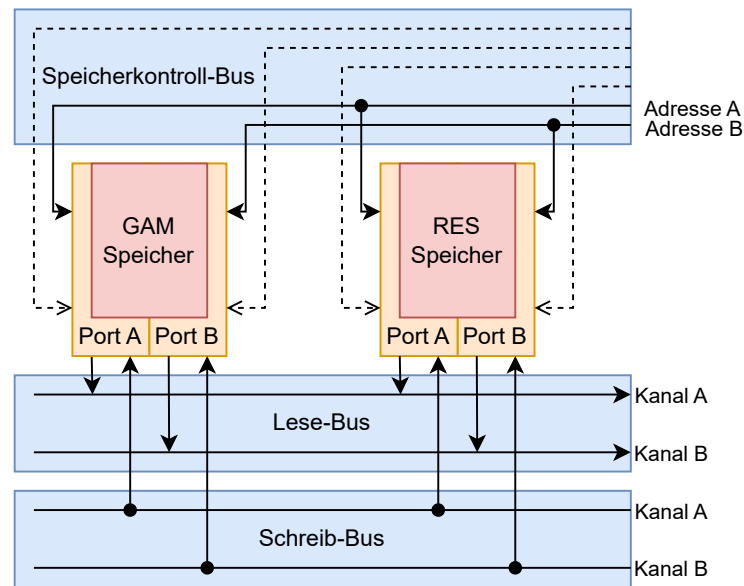 Speicherkontroll-Bus
Adresse A
Adresse B
GAM
Speicher
RES
Speicher
Port A
Port B
Port A
Port B
Kanal A
Lese-Bus
Kanal B
Kanal A
Schreib-Bus
Kanal B